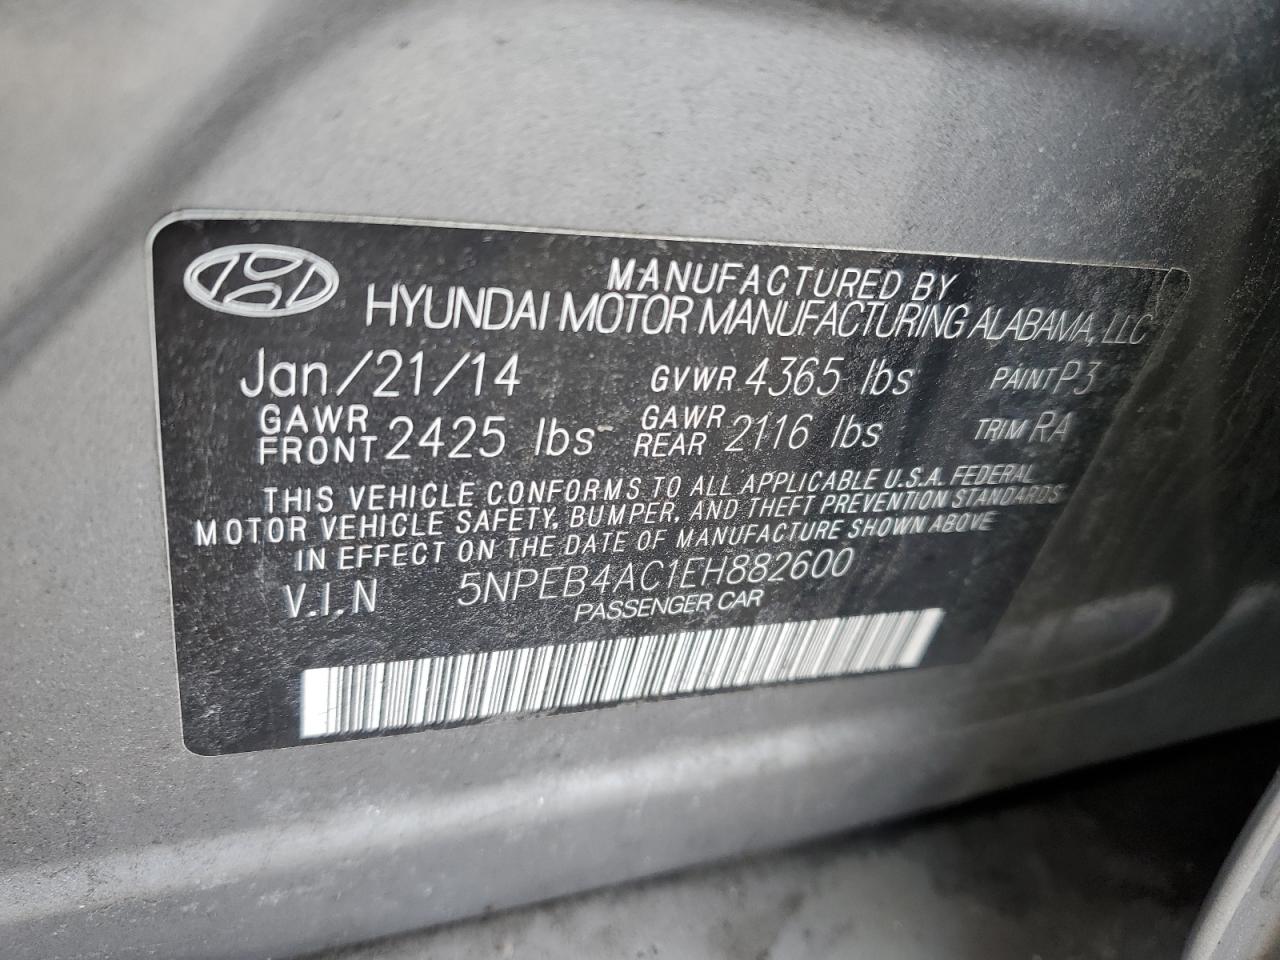 MANUFACTURED BY
HYUNDAI MOTOR MANUFACTURING ALABAMA, LLC
Jan/21/14 GVWR 4365 lbs PAINT P3
GAWR FRONT 2425 lbs GAWR REAR 2116 lbs TRIM RA
THIS VEHICLE CONFORMS TO ALL APPLICABLE U.S.A. FEDERAL
MOTOR VEHICLE SAFETY, BUMPER, AND THEFT PREVENTION STANDARDS
IN EFFECT ON THE DATE OF MANUFACTURE SHOWN ABOVE
V.I.N 5NPEB4AC1EH882600
PASSENGER CAR